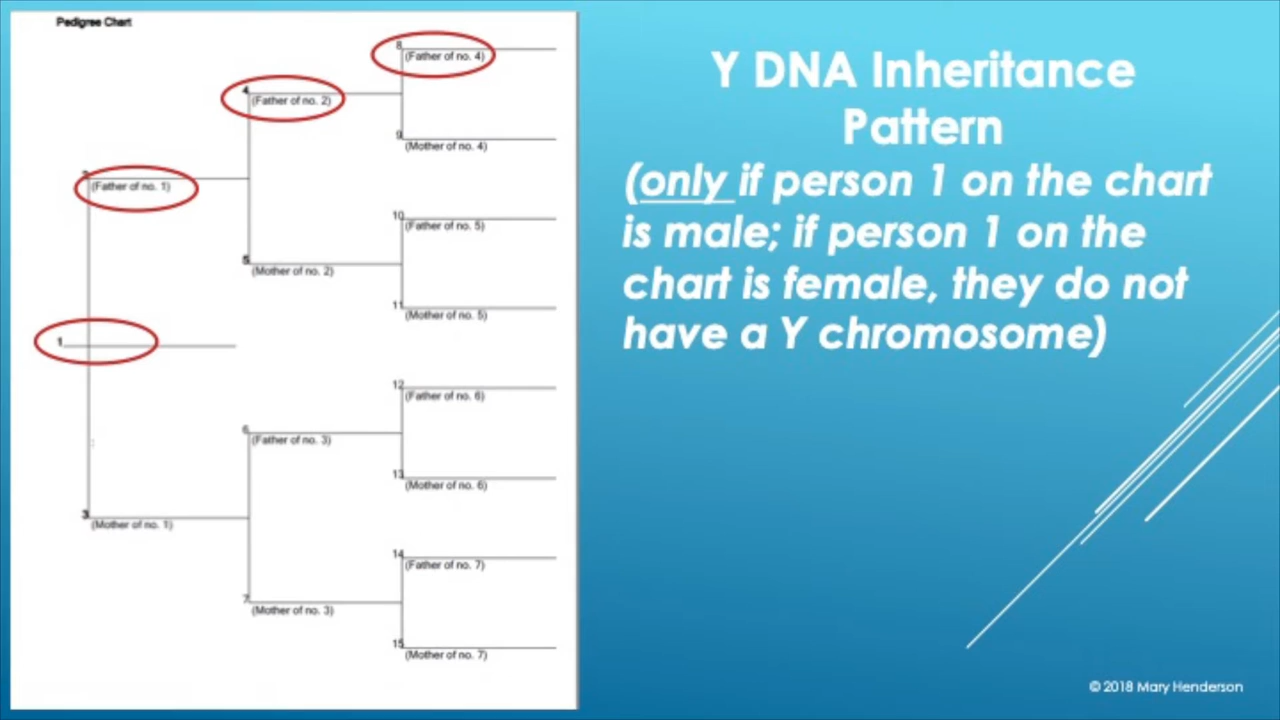 Pedigree Chart
8
(Father of no. 4)
4
(Father of no. 2)
9
(Mother of no. 4)
2
(Father of no. 1)
10
(Father of no. 5)
5
(Mother of no. 2)
11
(Mother of no. 5)
1
12
(Father of no. 6)
6
(Father of no. 3)
13
(Mother of no. 6)
3
(Mother of no. 1)
14
(Father of no. 7)
7
(Mother of no. 3)
15
(Mother of no. 7)
Y DNA Inheritance
Pattern
(only if person 1 on the chart
is male; if person 1 on the
chart is female, they do not
have a Y chromosome)
© 2018 Mary Henderson